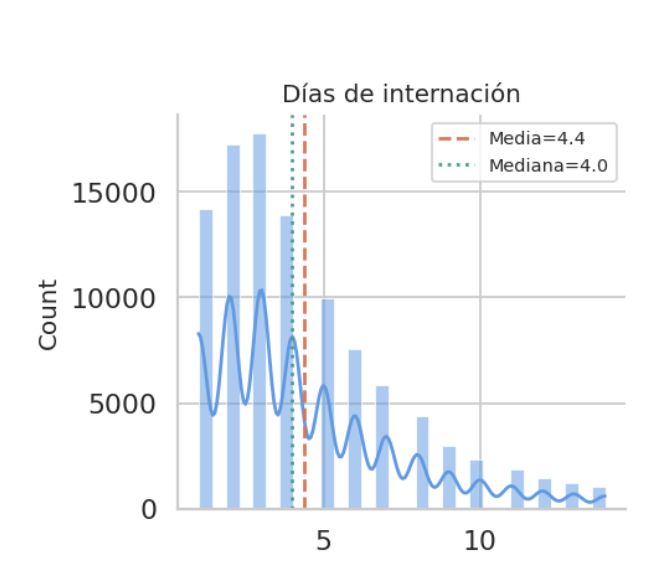 Días de internación
Media=4.4
Mediana=4.0
15000
10000
5000
0
Count
5
10